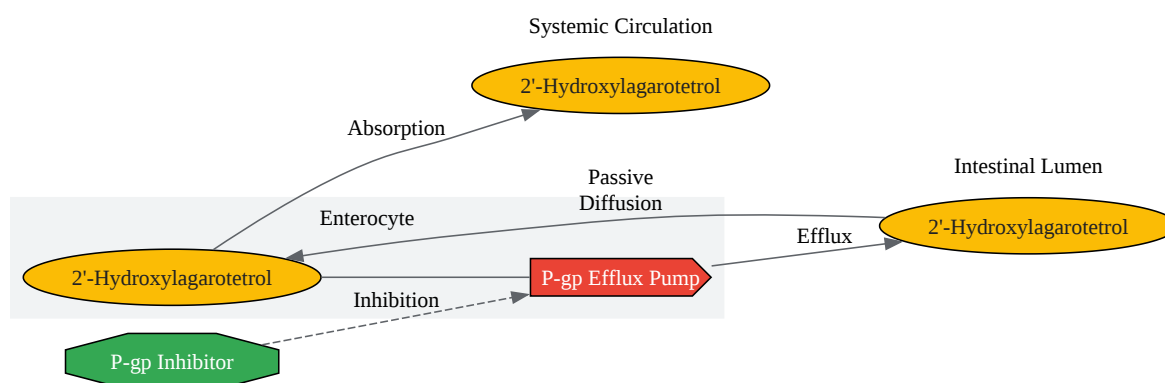 Systemic Circulation
2'-Hydroxylagarotetrol
Absorption
Intestinal Lumen
Passive
Diffusion
Enterocyte
2'-Hydroxylagarotetrol
Efflux
2'-Hydroxylagarotetrol
P-gp Efflux Pump
Inhibition
P-gp Inhibitor